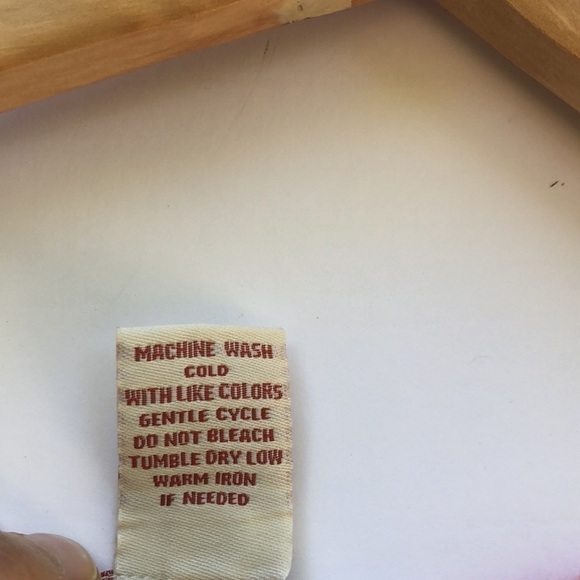 MACHINE WASH
COLD
WITH LIKE COLORS
GENTLE CYCLE
DO NOT BLEACH
TUMBLE DRY LOW
WARM IRON
IF NEEDED